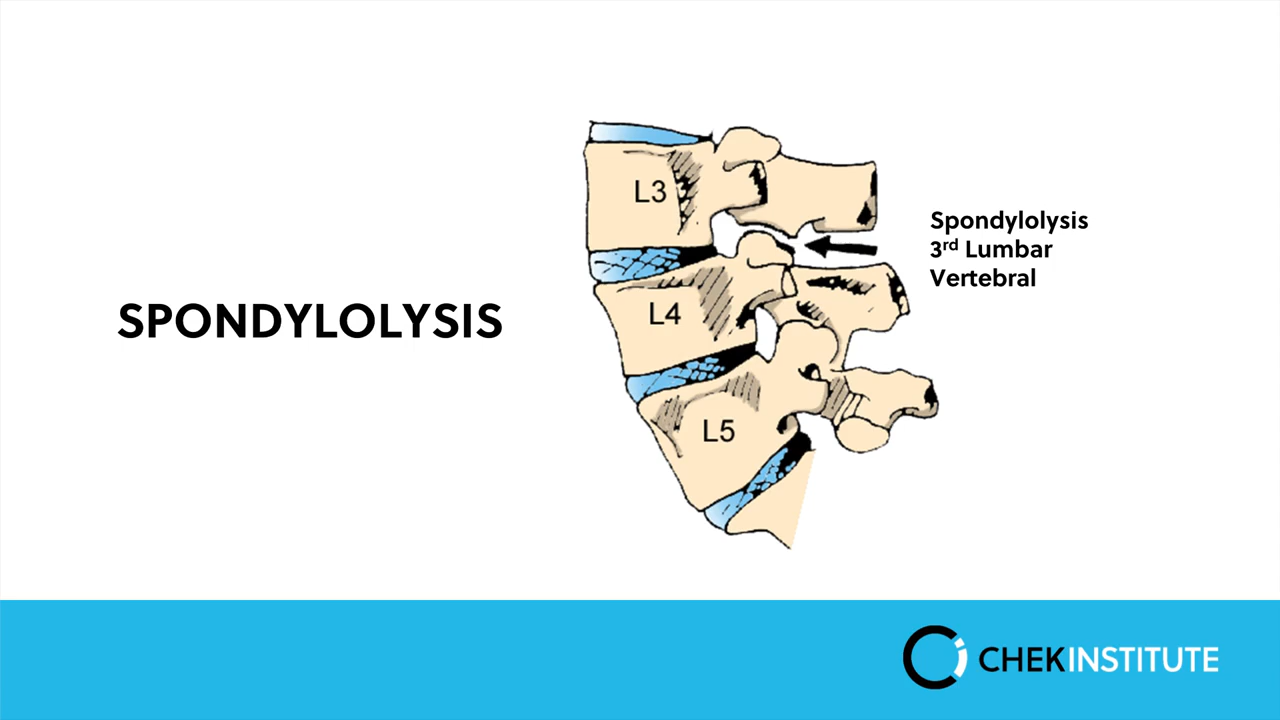 SPONDYLOLYSIS
L3
L4
L5
Spondylolysis
3rd Lumbar
Vertebral
CHEKINSTITUTE